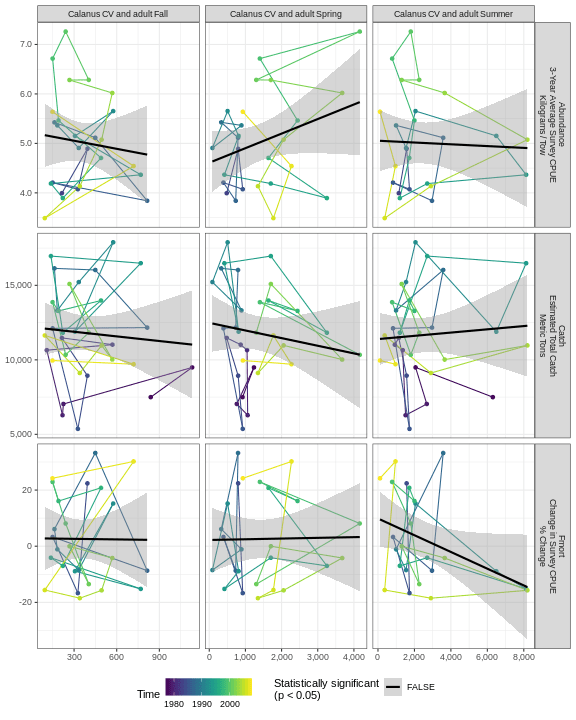 Calanus CV and adult Fall
Calanus CV and adult Spring
Calanus CV and adult Summer
7.0
6.0
5.0
4.0
Abundance
3-Year Average Survey CPUE
Kilograms / Tow
15,000
10,000
5,000
Catch
Estimated Total Catch
Metric Tons
20
0
-20
Fmort
Change in Survey CPUE
% Change
300
600
900
0
1,000
2,000
3,000
4,000
0
2,000
4,000
6,000
8,000
Time
1980
1990
2000
Statistically significant
(p < 0.05)
FALSE